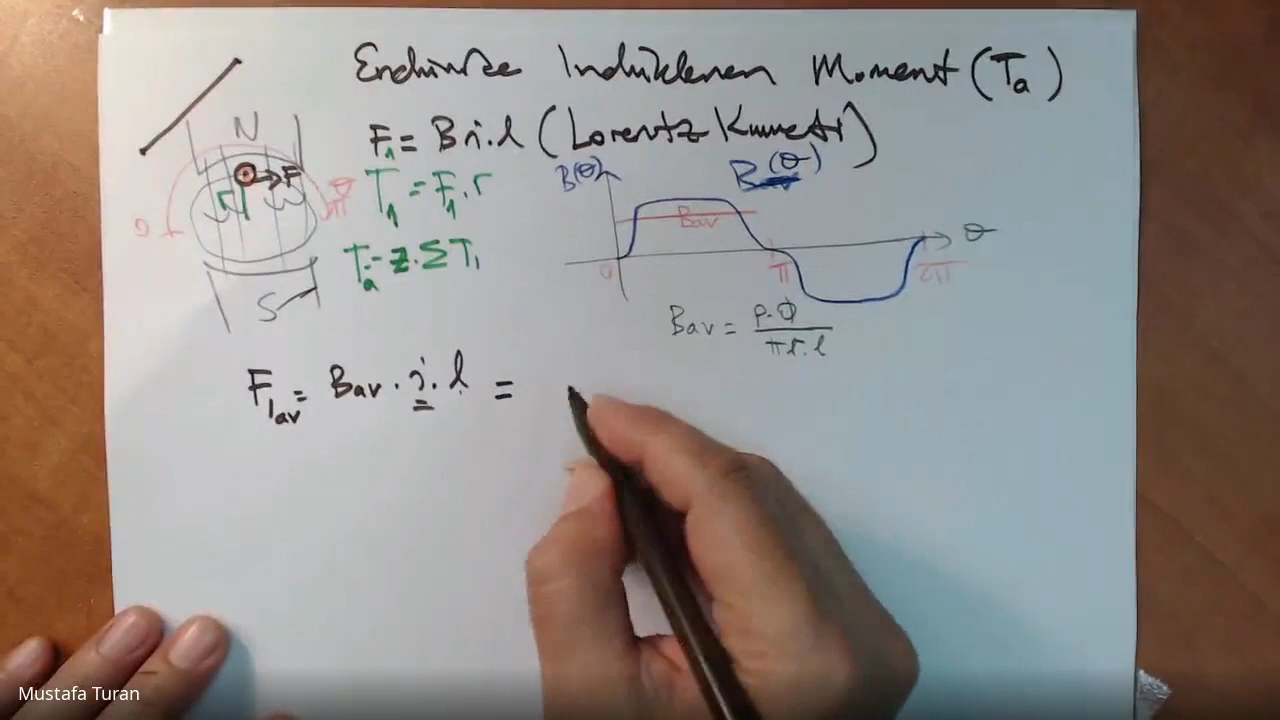 Endüvide İndüklenen Moment (Ta)
F1 = B.i.l (Lorentz Kuvveti)
N
F
r
0
π
S
T1 = F1.r
Ta = z.ΣT1
B(θ)
B(θ)
Bav
θ
0
π
2π
Bav = p.φ / πr.l
F1av = Bav.i.l =
Mustafa Turan